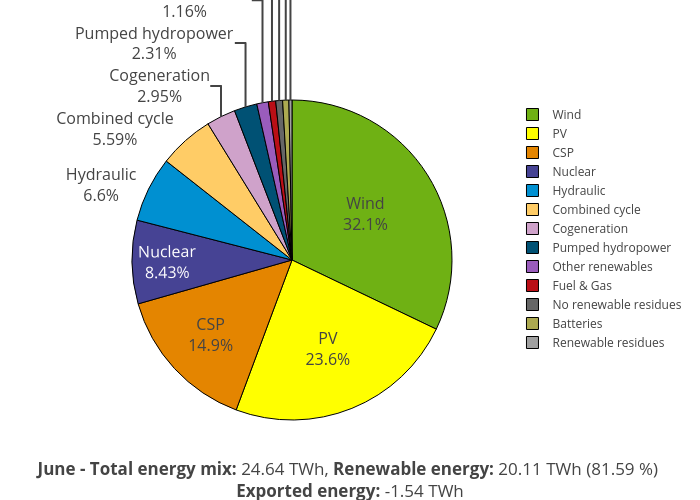 1.16%
Pumped hydropower
2.31%
Cogeneration
2.95%
Combined cycle
5.59%
Hydraulic
6.6%
Nuclear
8.43%
CSP
14.9%
PV
23.6%
Wind
32.1%
Wind
PV
CSP
Nuclear
Hydraulic
Combined cycle
Cogeneration
Pumped hydropower
Other renewables
Fuel & Gas
No renewable residues
Batteries
Renewable residues
June - Total energy mix: 24.64 TWh, Renewable energy: 20.11 TWh (81.59 %)
Exported energy: -1.54 TWh